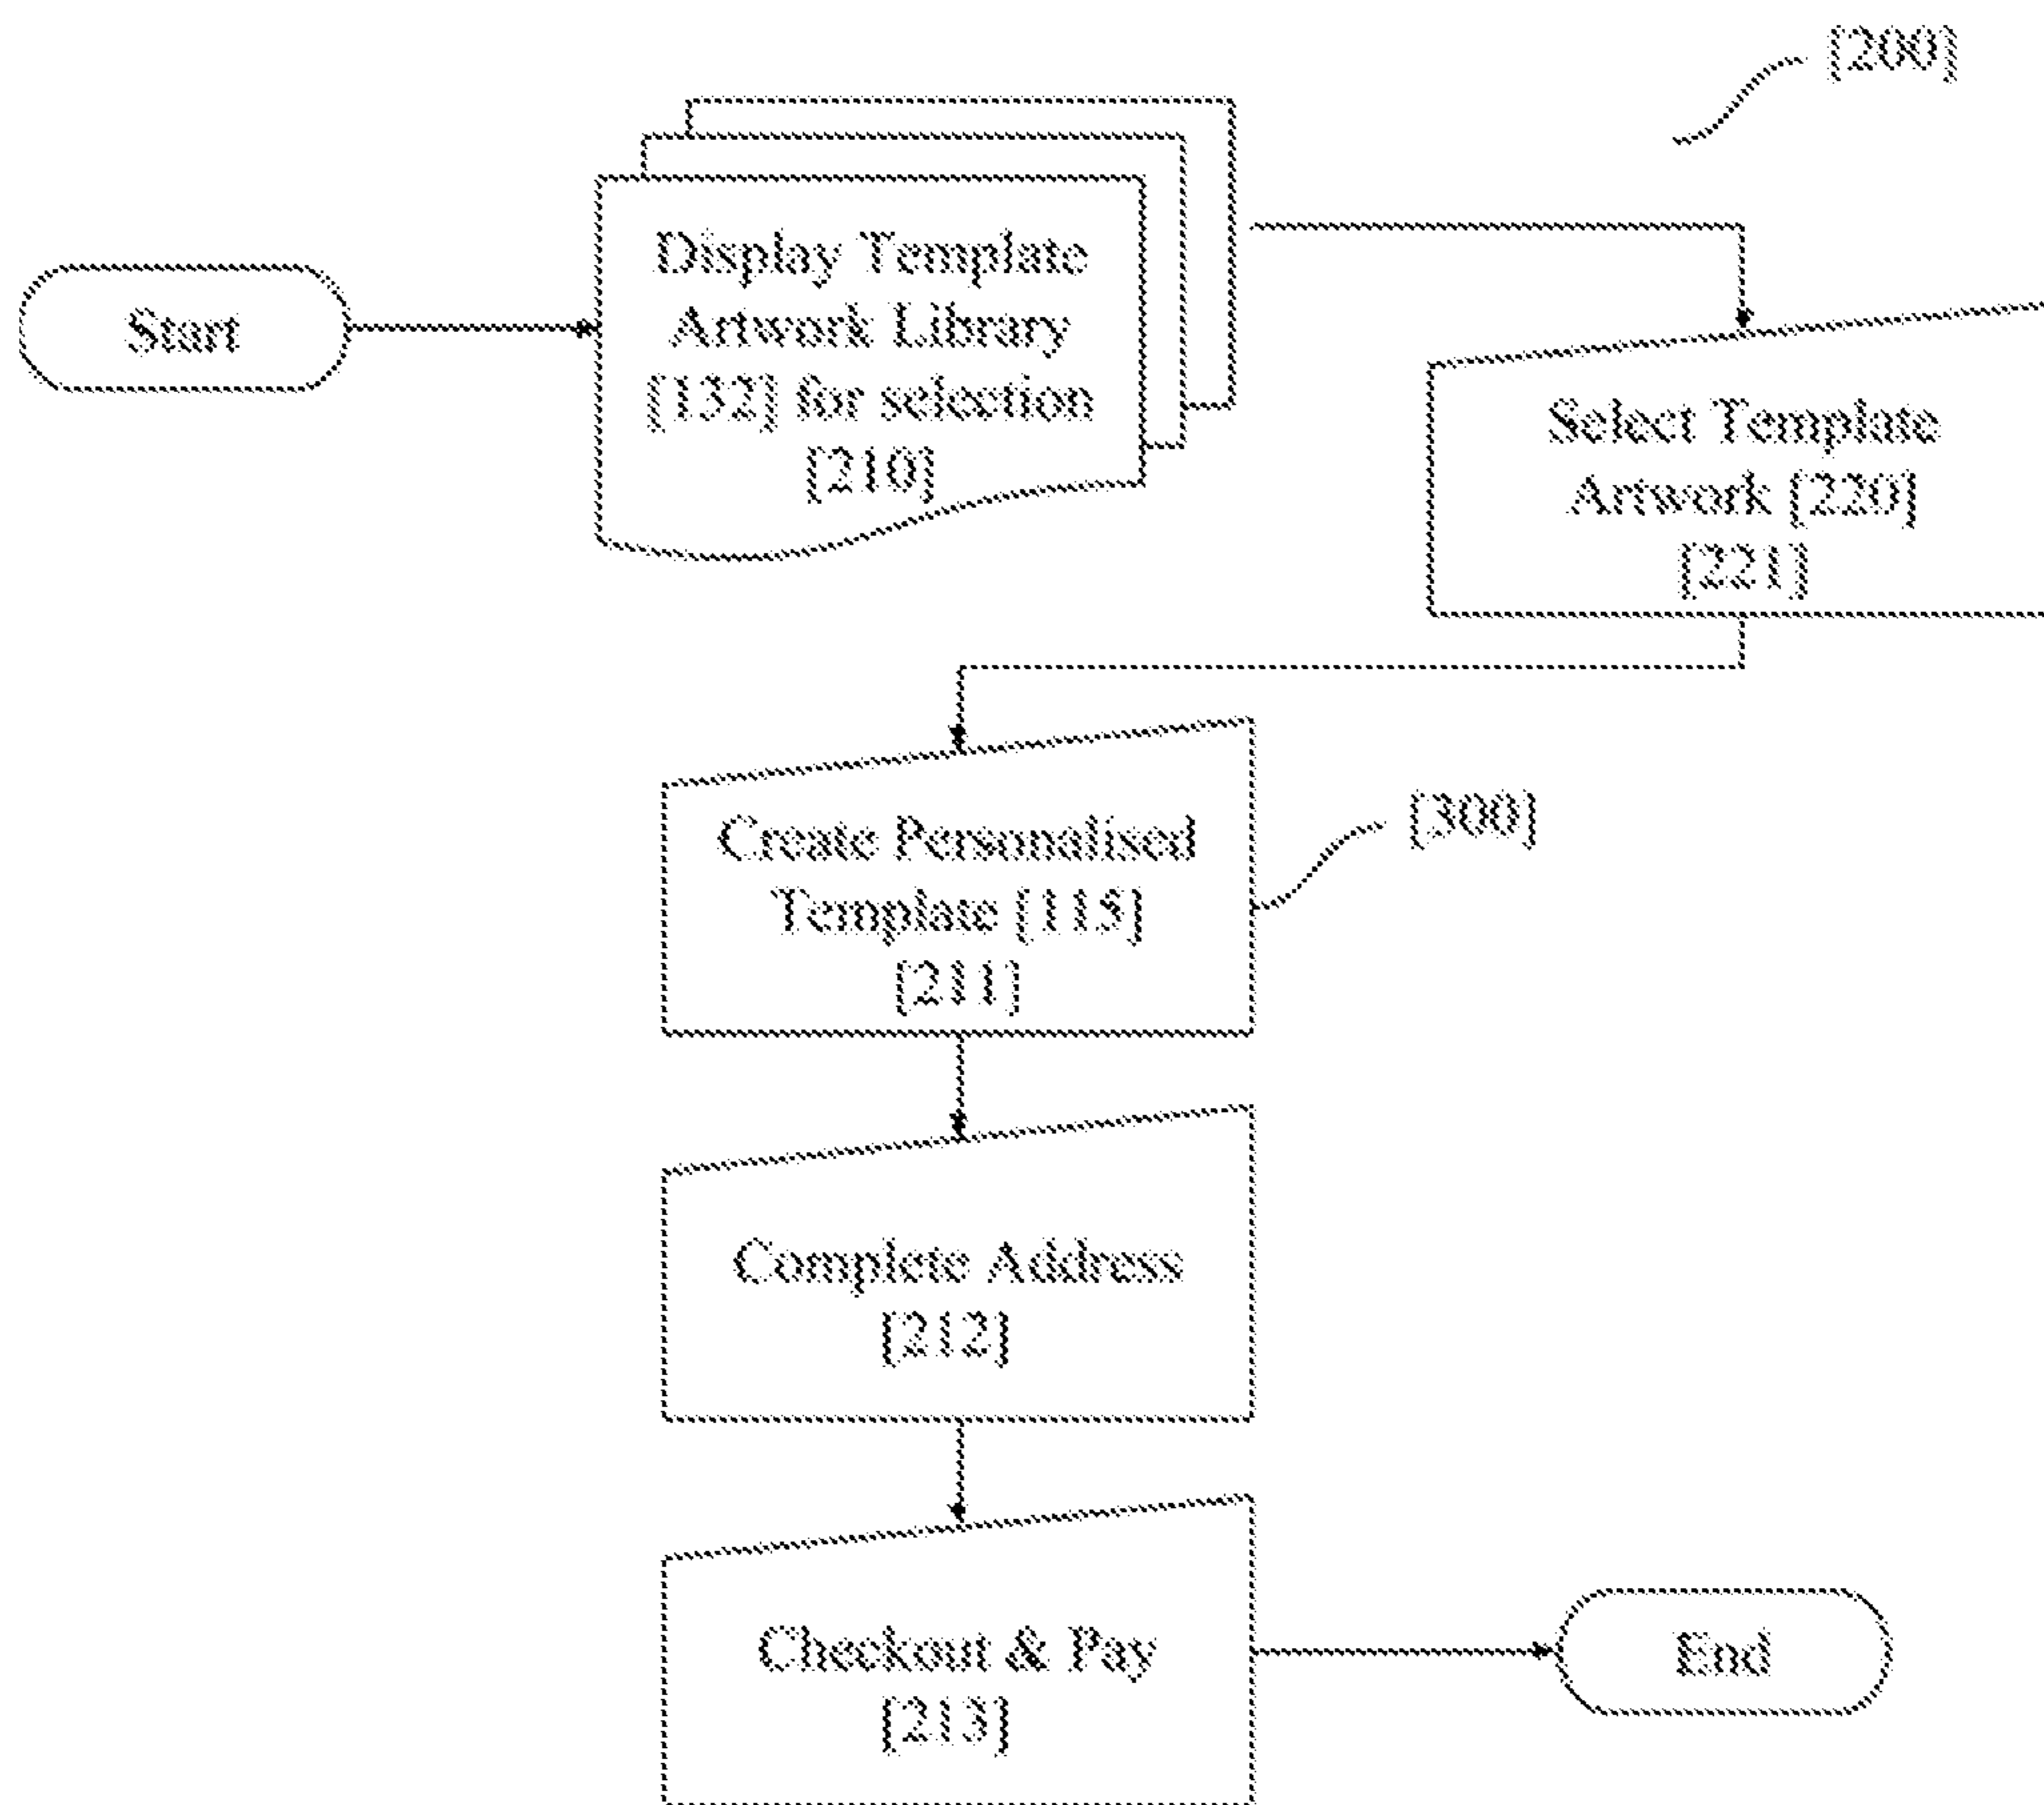 [200]
Start
Display Template
Artwork Library
[132] for selection
[210]
Select Template
Artwork [220]
[221]
Create Personalised
Template [115]
[211]
[300]
Complete Address
[212]
Checkout & Pay
[213]
End